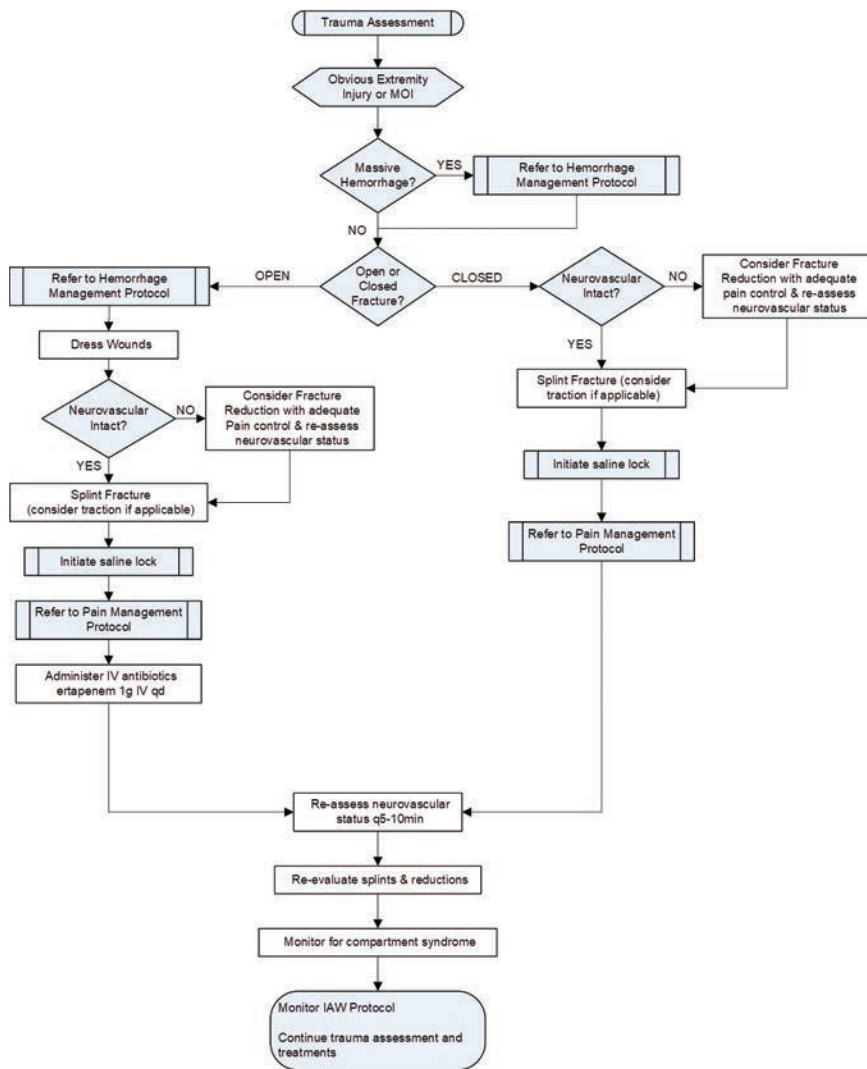 Trauma Assessment
Obvious Extremity
Injury or MOI
Massive
Hemorrhage?
YES
Refer to Hemorrhage
Management Protocol
NO
Open or
Closed
Fracture?
OPEN
CLOSED
Refer to Hemorrhage
Management Protocol
Dress Wounds
Neurovascular
Intact?
NO
Consider Fracture
Reduction with adequate
Pain control & re-assess
neurovascular status
YES
Splint Fracture
(consider traction if applicable)
Initiate saline lock
Refer to Pain Management
Protocol
Administer IV antibiotics
ertapenem 1g IV qd
Neurovascular
Intact?
NO
Consider Fracture
Reduction with adequate
pain control & re-assess
neurovascular status
YES
Splint Fracture (consider
traction if applicable)
Initiate saline lock
Refer to Pain Management
Protocol
Re-assess neurovascular
status q5-10min
Re-evaluate splints & reductions
Monitor for compartment syndrome
Monitor IAW Protocol
Continue trauma assessment and
treatments